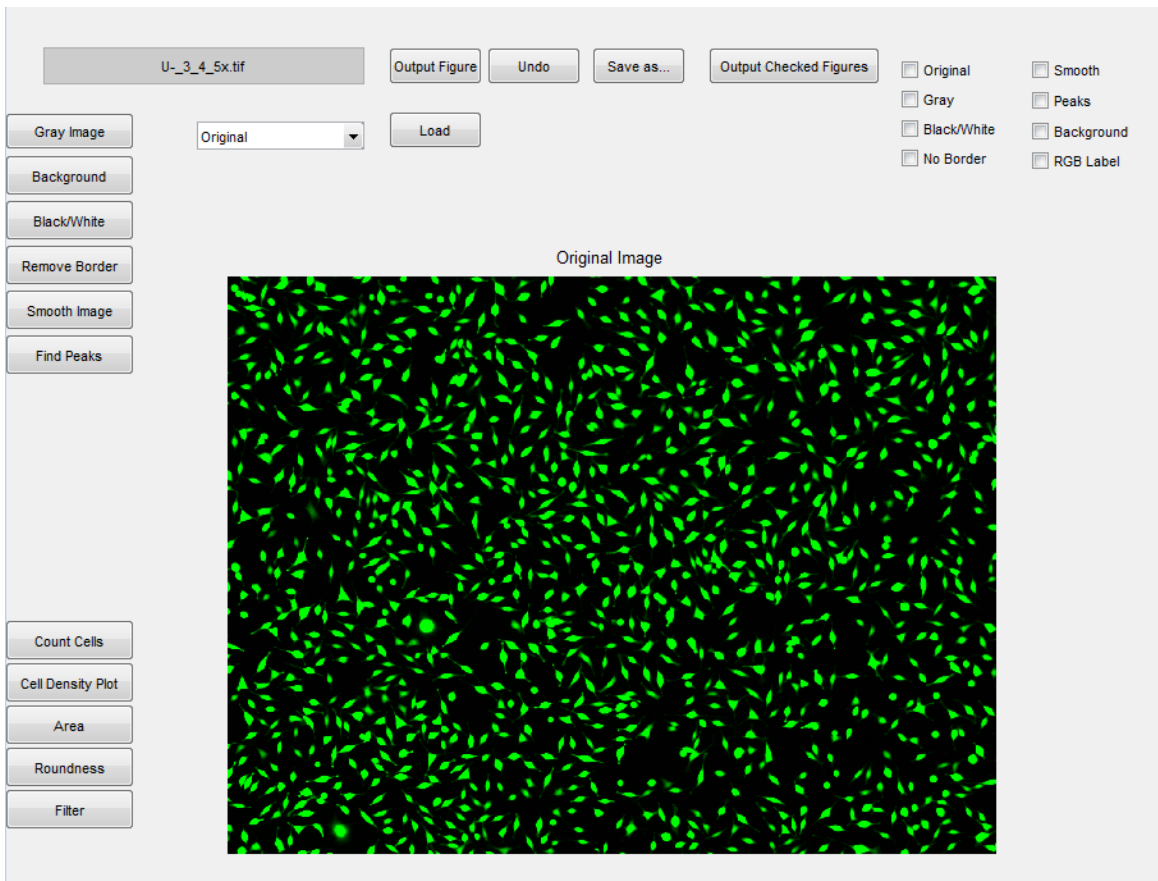 U-_3_4_5x.tif
Output Figure
Undo
Save as...
Output Checked Figures
Original
Smooth
Gray
Peaks
Black/White
Background
No Border
RGB Label
Gray Image
Original
Load
Background
Black/White
Remove Border
Smooth Image
Find Peaks
Original Image
Count Cells
Cell Density Plot
Area
Roundness
Filter